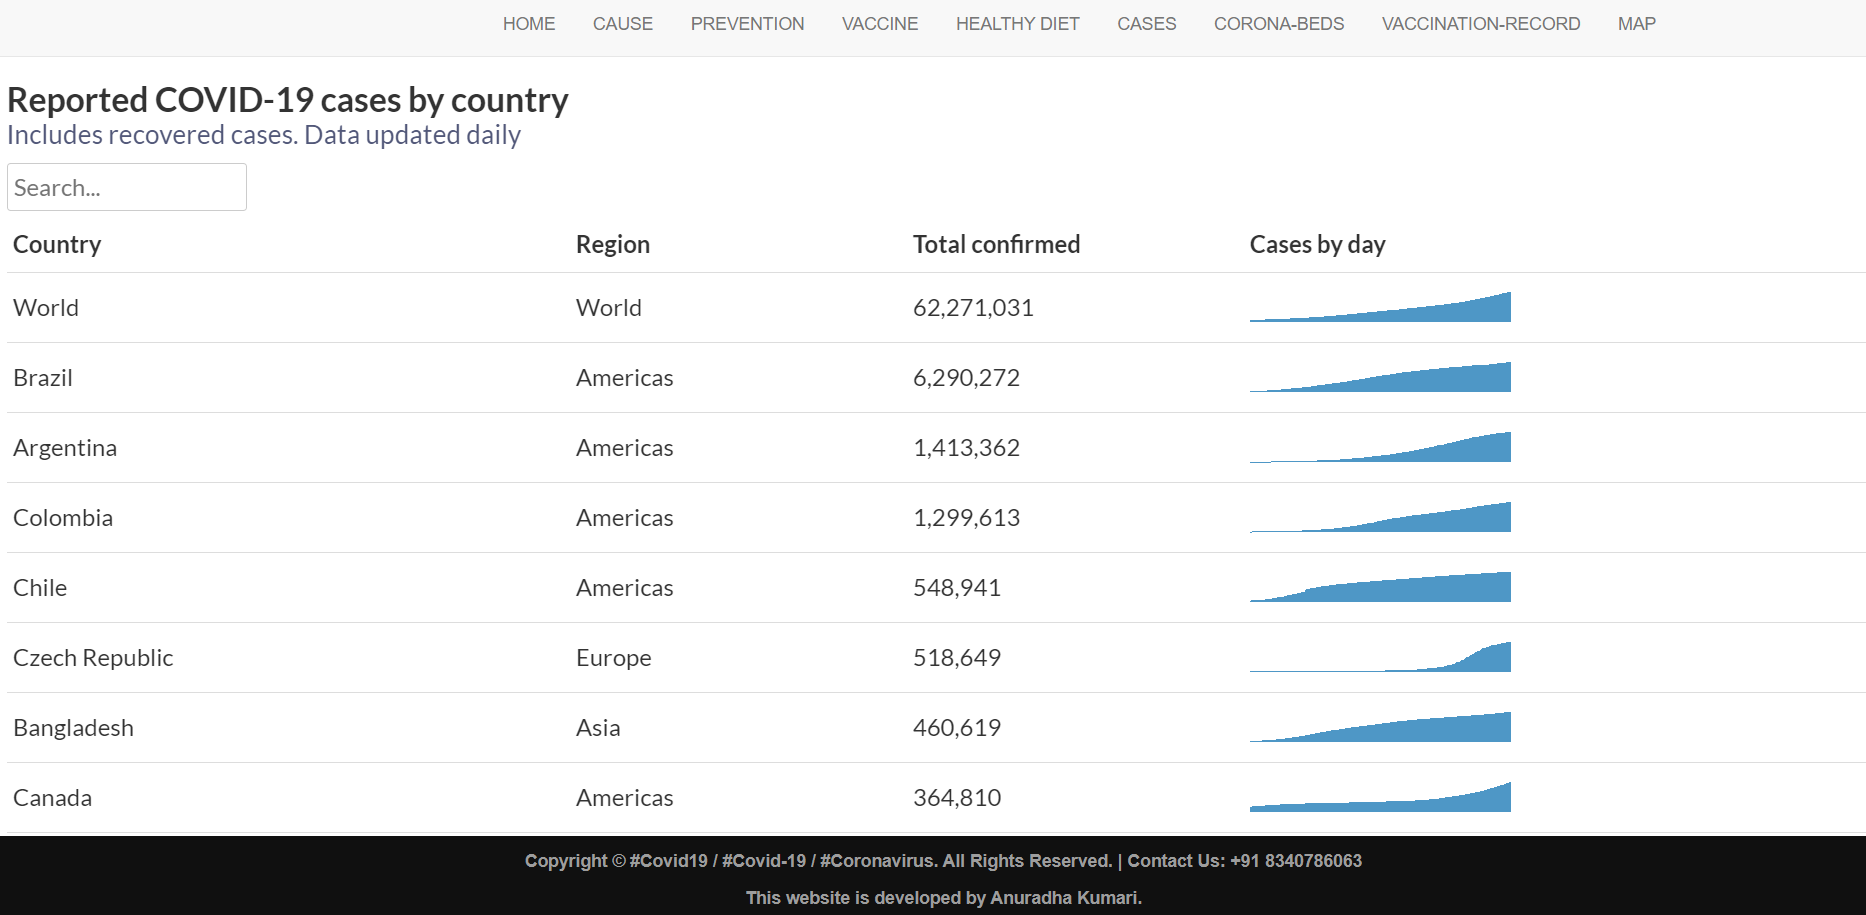 HOME CAUSE PREVENTION VACCINE HEALTHY DIET CASES CORONA-BEDS VACCINATION-RECORD MAP
Reported COVID-19 cases by country
Includes recovered cases. Data updated daily
Search...
Country Region Total confirmed Cases by day
World World 62,271,031
Brazil Americas 6,290,272
Argentina Americas 1,413,362
Colombia Americas 1,299,613
Chile Americas 548,941
Czech Republic Europe 518,649
Bangladesh Asia 460,619
Canada Americas 364,810
Copyright © #Covid19 / #Covid-19 / #Coronavirus. All Rights Reserved. | Contact Us: +91 8340786063
This website is developed by Anuradha Kumari.